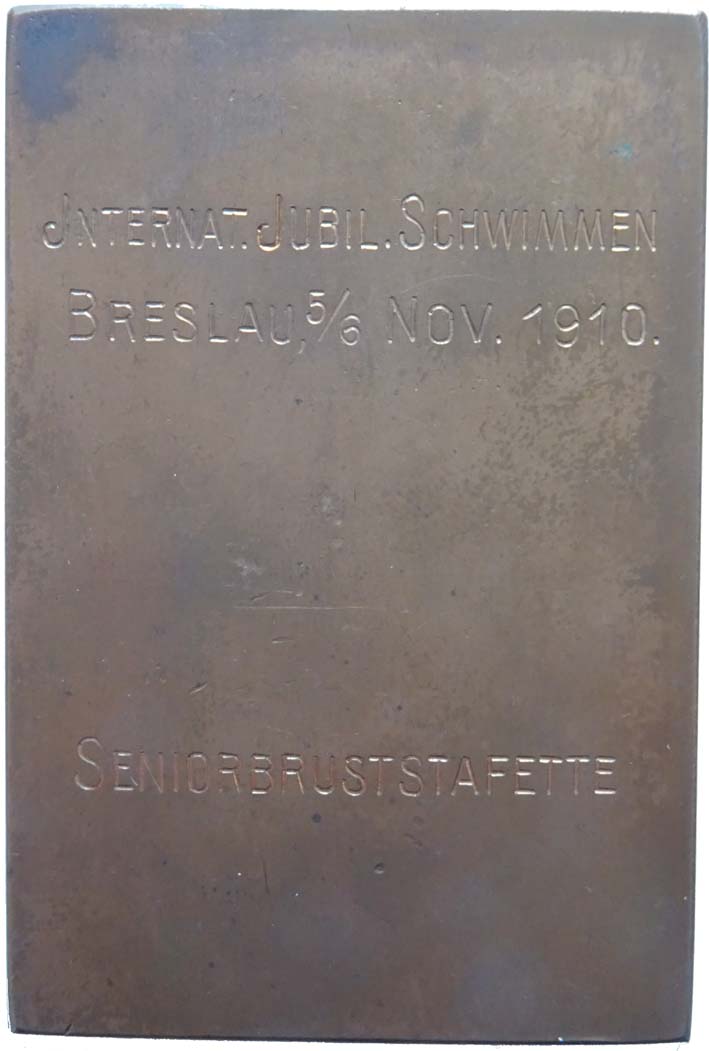 JNTERNAT. JUBIL. SCHWIMMEN
BRESLAU, 5/6 NOV. 1910.
SENIORBRUSTSTAFETTE